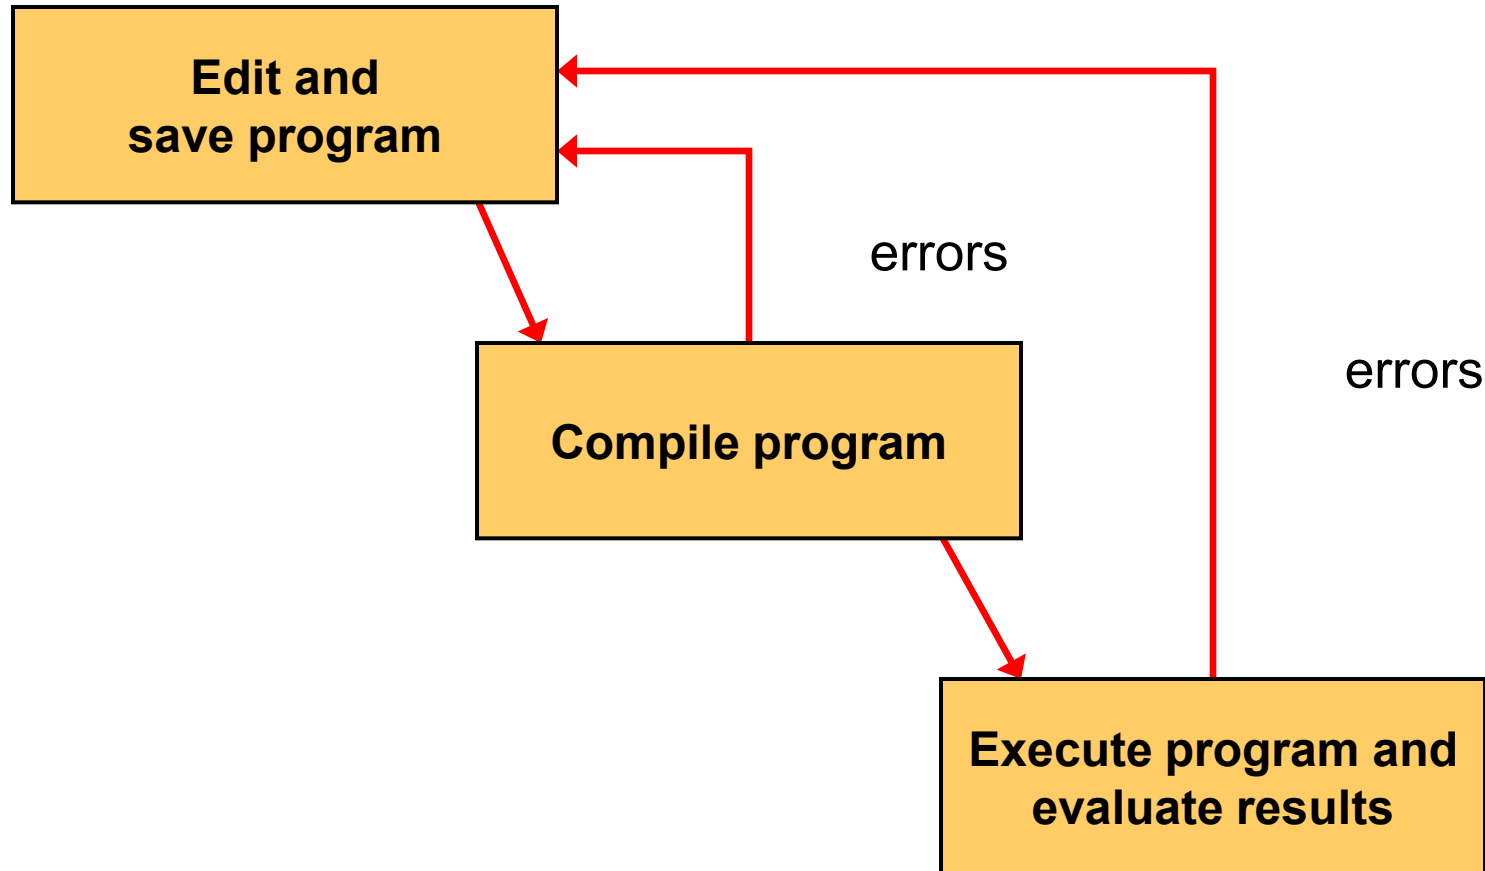 Edit and
save program
errors
errors
Compile program
Execute program and
evaluate results